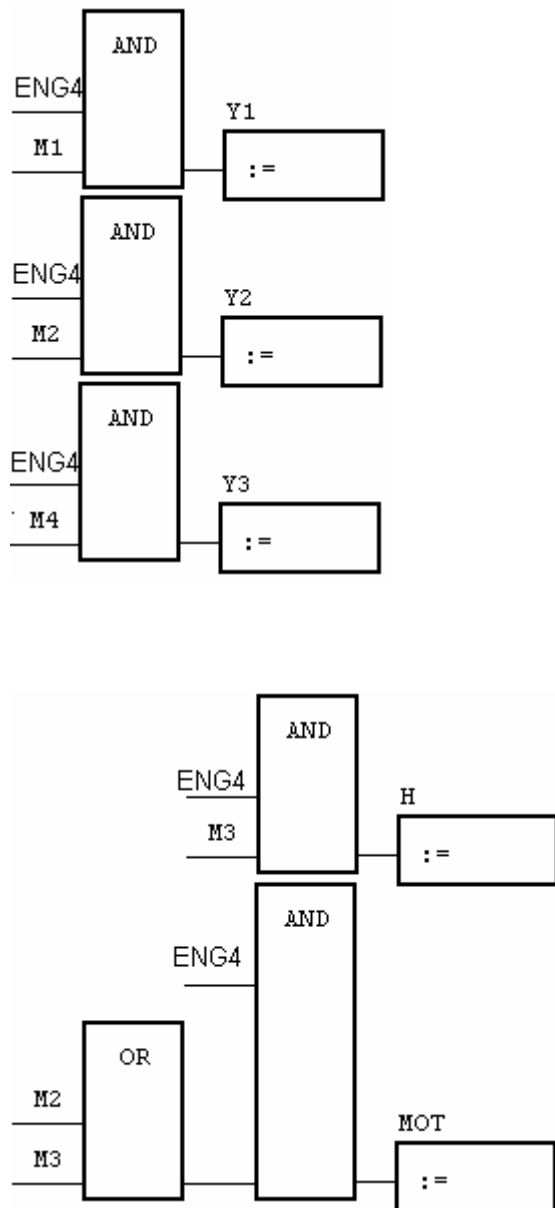 AND
ENG4
Y1
M1
:=
AND
ENG4
Y2
M2
:=
AND
ENG4
Y3
M4
:=
AND
ENG4
H
M3
:=
AND
ENG4
OR
M2
MOT
M3
:=